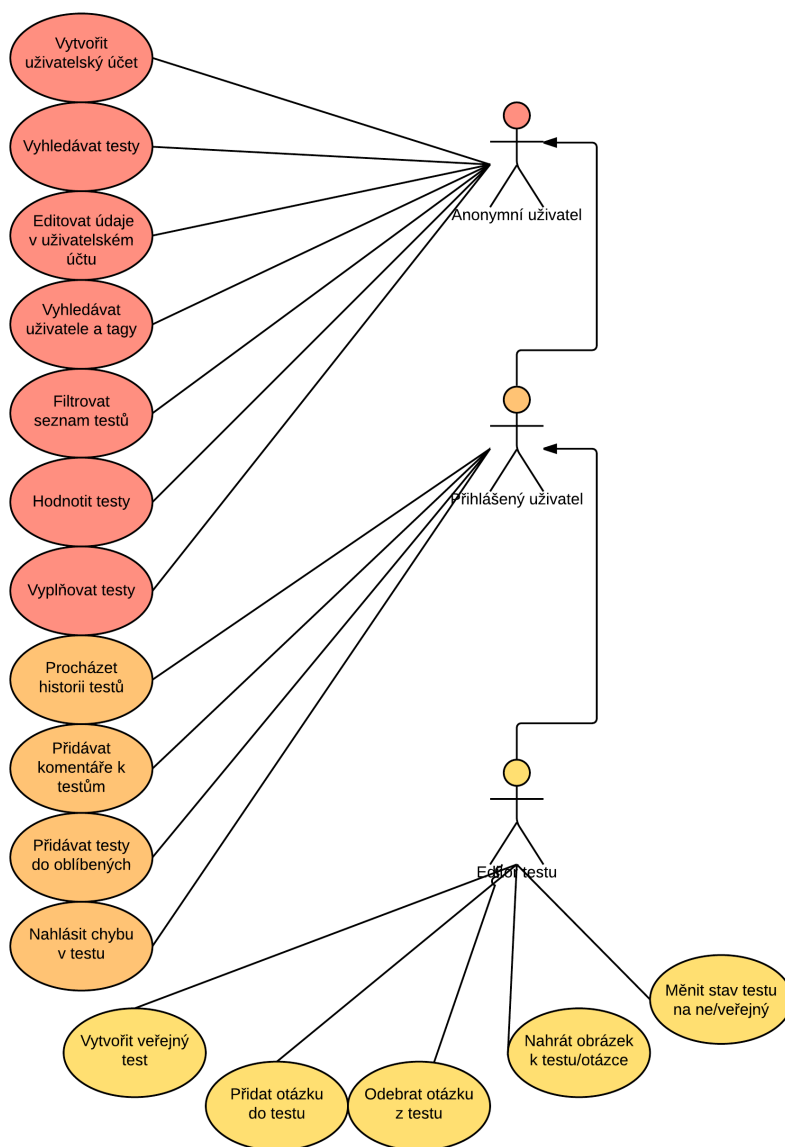 Vytvořit
uživatelský účet
Vyhledávat testy
Editovat údaje
v uživatelském
účtu
Vyhledávat
uživatele a tagy
Filtrovat
seznam testů
Hodnotit testy
Vyplňovat testy
Procházet
historii testů
Přidávat
komentáře k
testům
Přidávat testy
do oblíbených
Nahlásit chybu
v testu
Anonymní uživatel
Přihlášený uživatel
Editor testu
Vytvořit veřejný
test
Přidat otázku
do testu
Odebrat otázku
z testu
Nahrát obrázek
k testu/otázce
Měnit stav testu
na ne/veřejný